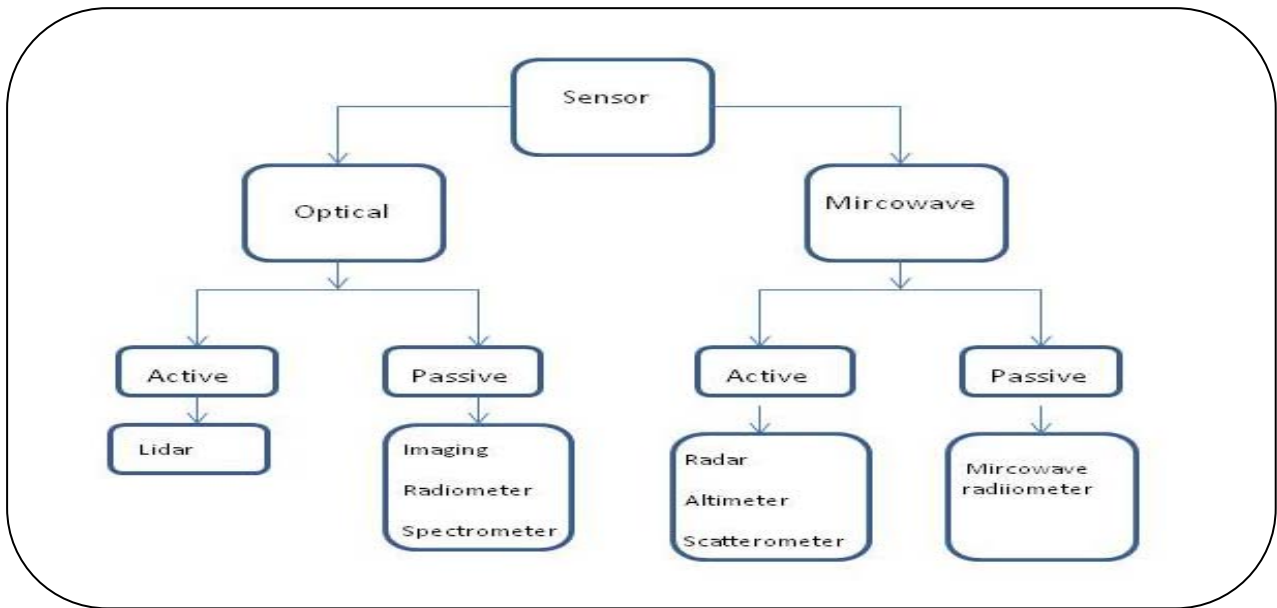 Sensor
Optical
Mircowave
Active
Passive
Active
Passive
Lidar
Imaging
Radiometer
Spectrometer
Radar
Altimeter
Scatterometer
Mircowave
radiiometer